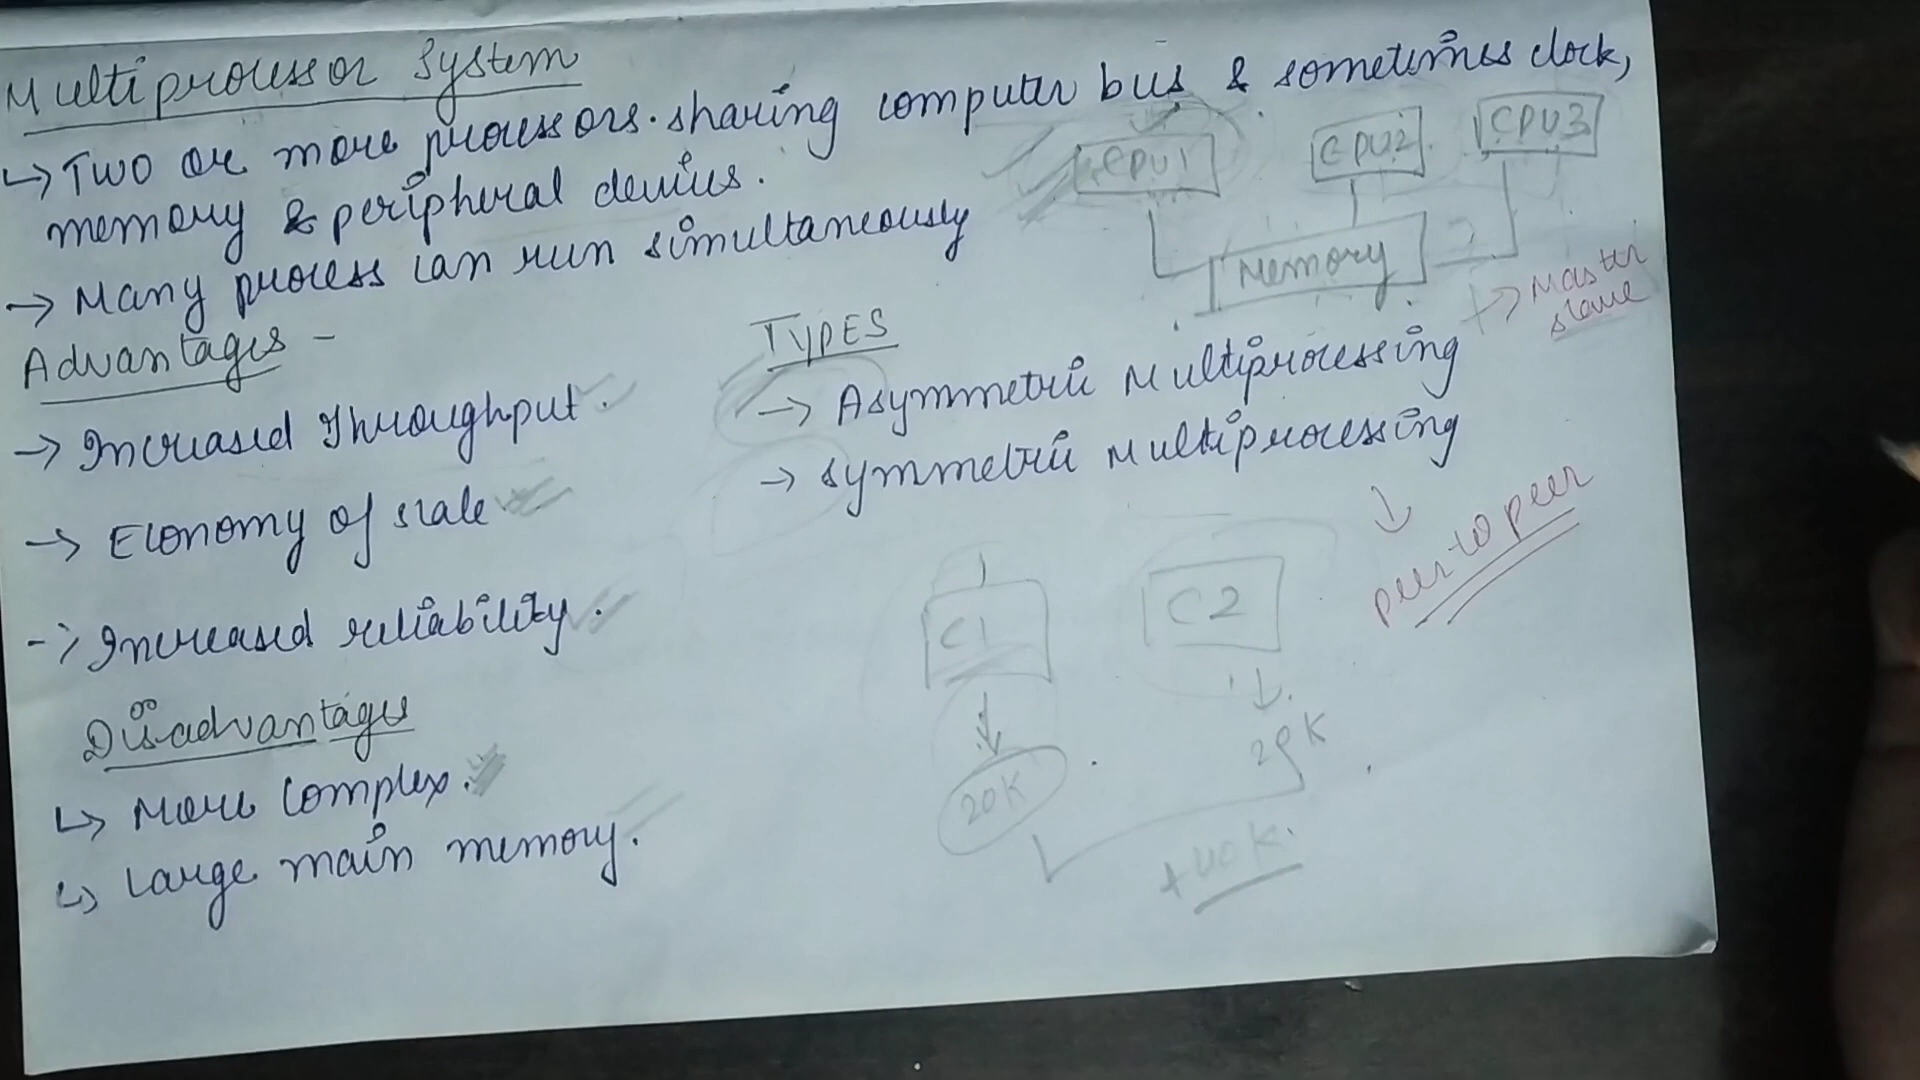 Multiprocessor System
↳ Two or more processors. sharing computer bus & sometimes clock,
memory & peripheral devices.
→ Many process can run simultaneously
CPU1
CPU2
CPU3
Memory
Advantages -
→ Increased Throughput.
→ Economy of scale
→ Increased reliability.
Disadvantages
↳ More Complex.
↳ Large main memory.
TYPES
→ Asymmetric Multiprocessing
→ Master
slave
→ Symmetric Multiprocessing
↓
peer to peer
C1
C2
20K
+40K.